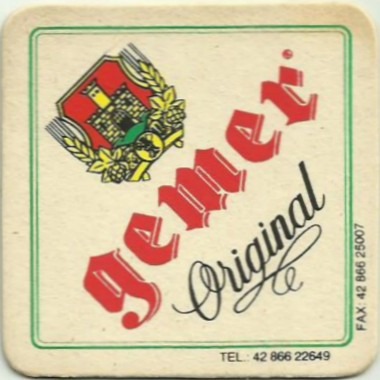 gemer
Original
TEL.: 42 866 22649
FAX: 42 866 25007